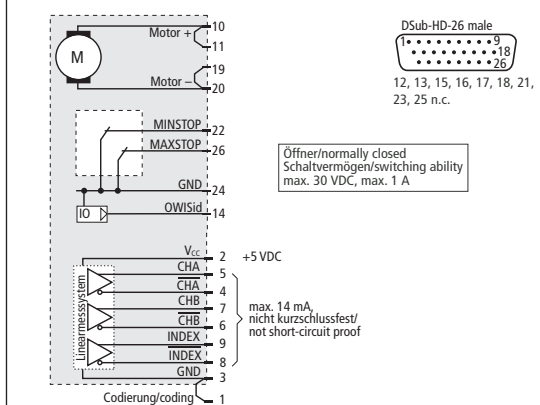 DSub-HD-26 male
1 9
18
26
12, 13, 15, 16, 17, 18, 21,
23, 25 n.c.
M
Motor + 10
11
19
Motor – 20
MINSTOP 22
MAXSTOP 26
GND 24
IO OWISid 14
Öffner/normally closed
Schaltvermögen/switching ability
max. 30 VDC, max. 1 A
Linearmesssystem
Vcc 2 +5 VDC
CHA 5
CHA 4
CHB 7
CHB 6
INDEX 9
INDEX 8
GND 3
max. 14 mA,
nicht kurzschlussfest/
not short-circuit proof
Codierung/coding 1